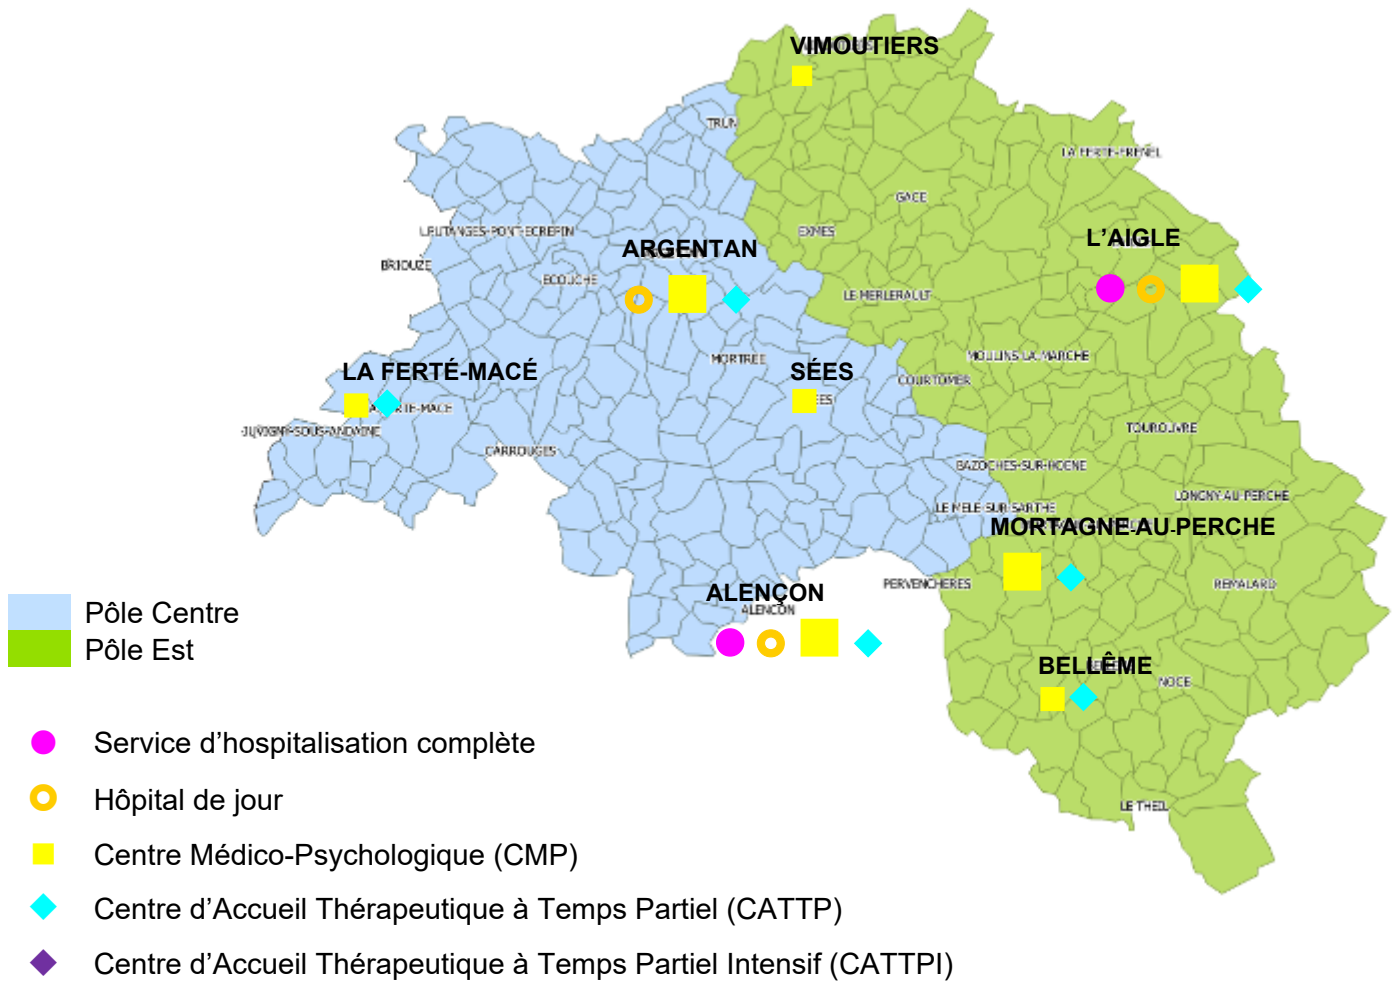 VIMOUTIERS
TRUN
LA FERTE-FRENEL
GACE
EXMES
L'AIGLE
ARGENTAN
BRIOUZE
ECOUCHE
LE MERLERAULT
MORTREE
MOULINS-LA-MARCHE
LA FERTÉ-MACÉ
SÉES
COURTOMER
JUVIGNY-SOUS-ANDAINE
CARROUGES
TOUROUVRE
BAZOCHES-SUR-HOENE
LONGNY-AU-PERCHE
LE MELE-SUR-SARTHE
MORTAGNE-AU-PERCHE
PERVENCHERES
REMALARD
ALENÇON
ALENCON
BELLÊME
NOCE
LE THEIL
Pôle Centre
Pôle Est
Service d'hospitalisation complète
Hôpital de jour
Centre Médico-Psychologique (CMP)
Centre d'Accueil Thérapeutique à Temps Partiel (CATTP)
Centre d'Accueil Thérapeutique à Temps Partiel Intensif (CATTPI)